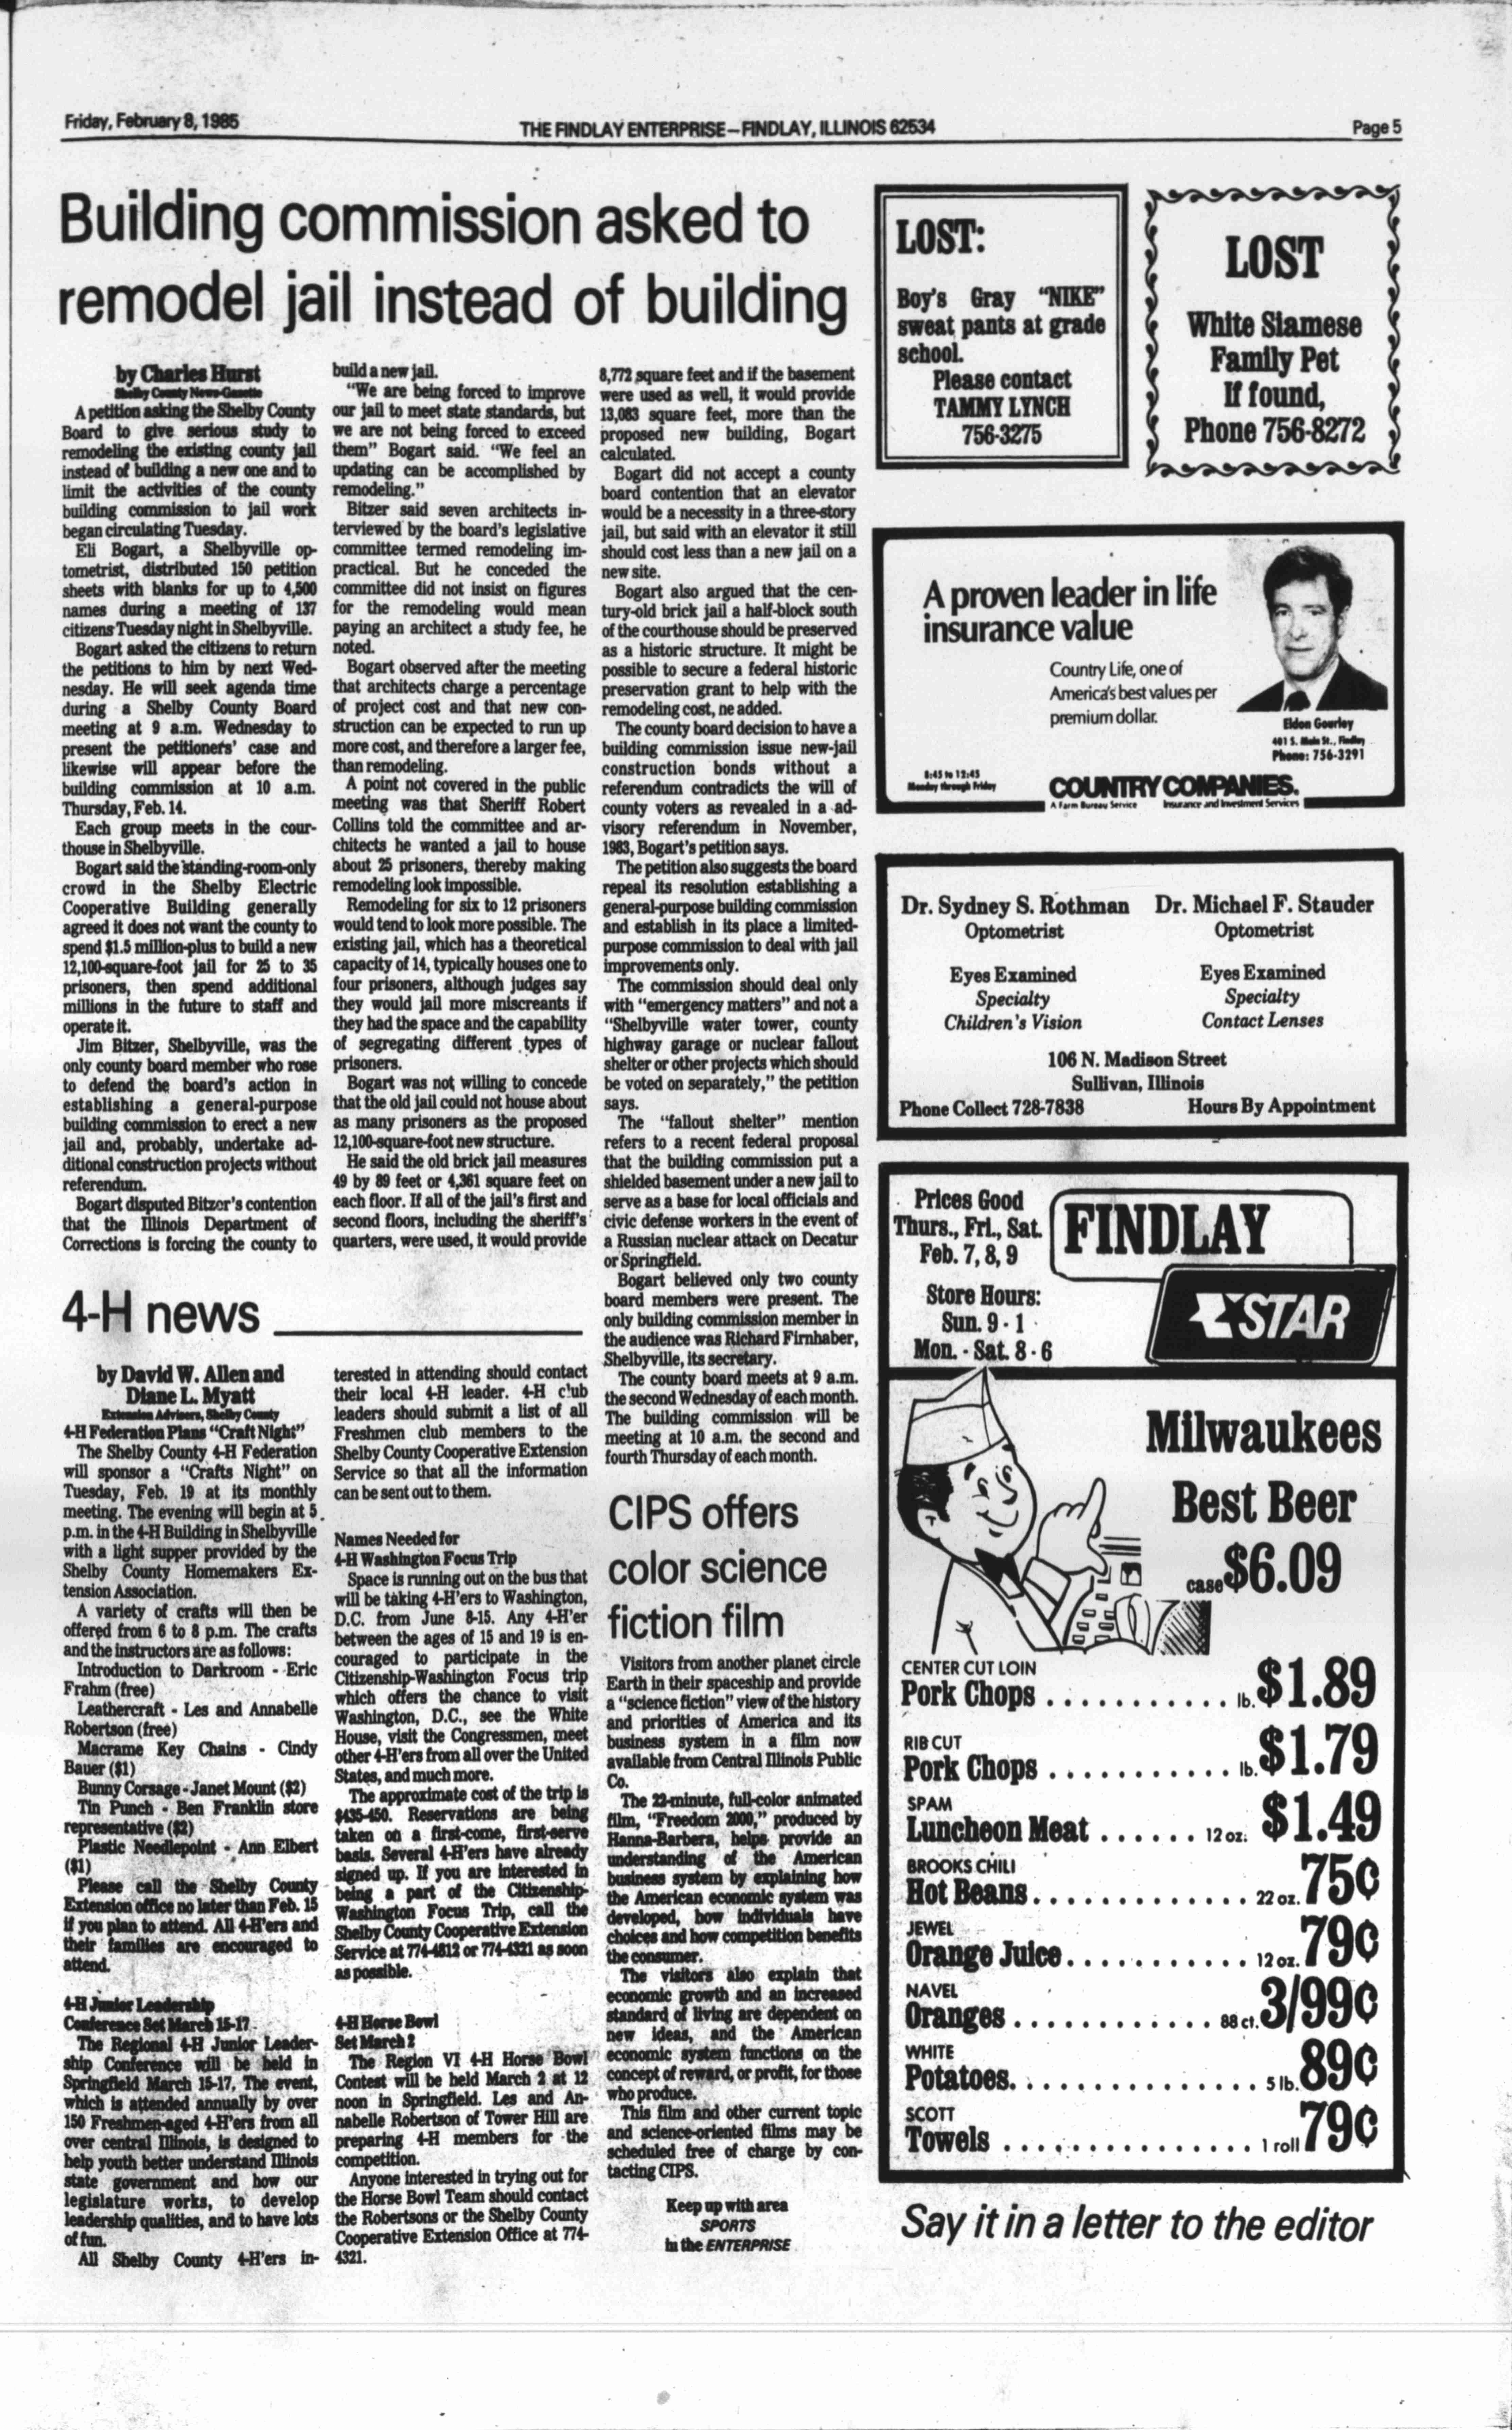 Friday, February 8, 1985
THE FINDLAY ENTERPRISE—FINDLAY, ILLINOIS 62534
Page 5
Building commission asked to
remodel jail instead of building
by Charles Hurst
Shelby County News-Gazette
A petition asking the Shelby County
Board to give serious study to
remodeling the existing county jail
instead of building a new one and to
limit the activities of the county
building commission to jail work
began circulating Tuesday.
Eli Bogart, a Shelbyville op-
tometrist, distributed 150 petition
sheets with blanks for up to 4,500
names during a meeting of 137
citizens Tuesday night in Shelbyville.
Bogart asked the citizens to return
the petitions to him by next Wed-
nesday. He will seek agenda time
during a Shelby County Board
meeting at 9 a.m. Wednesday to
present the petitioners' case and
likewise will appear before the
building commission at 10 a.m.
Thursday, Feb. 14.
Each group meets in the cour-
thouse in Shelbyville.
Bogart said the standing-room-only
crowd in the Shelby Electric
Cooperative Building generally
agreed it does not want the county to
spend $1.5 million-plus to build a new
12,100-square-foot jail for 25 to 35
prisoners, then spend additional
millions in the future to staff and
operate it.
Jim Bitzer, Shelbyville, was the
only county board member who rose
to defend the board's action in
establishing a general-purpose
building commission to erect a new
jail and, probably, undertake ad-
ditional construction projects without
referendum.
Bogart disputed Bitzer's contention
that the Illinois Department of
Corrections is forcing the county to
build a new jail.
"We are being forced to improve
our jail to meet state standards, but
we are not being forced to exceed
them" Bogart said. "We feel an
updating can be accomplished by
remodeling."
Bitzer said seven architects in-
terviewed by the board's legislative
committee termed remodeling im-
practical. But he conceded the
committee did not insist on figures
for the remodeling would mean
paying an architect a study fee, he
noted.
Bogart observed after the meeting
that architects charge a percentage
of project cost and that new con-
struction can be expected to run up
more cost, and therefore a larger fee,
than remodeling.
A point not covered in the public
meeting was that Sheriff Robert
Collins told the committee and ar-
chitects he wanted a jail to house
about 25 prisoners, thereby making
remodeling look impossible.
Remodeling for six to 12 prisoners
would tend to look more possible. The
existing jail, which has a theoretical
capacity of 14, typically houses one to
four prisoners, although judges say
they would jail more miscreants if
they had the space and the capability
of segregating different types of
prisoners.
Bogart was not willing to concede
that the old jail could not house about
as many prisoners as the proposed
12,100-square-foot new structure.
He said the old brick jail measures
49 by 89 feet or 4,361 square feet on
each floor. If all of the jail's first and
second floors, including the sheriff's
quarters, were used, it would provide
8,772 square feet and if the basement
were used as well, it would provide
13,083 square feet, more than the
proposed new building, Bogart
calculated.
Bogart did not accept a county
board contention that an elevator
would be a necessity in a three-story
jail, but said with an elevator it still
should cost less than a new jail on a
new site.
Bogart also argued that the cen-
tury-old brick jail a half-block south
of the courthouse should be preserved
as a historic structure. It might be
possible to secure a federal historic
preservation grant to help with the
remodeling cost, ne added.
The county board decision to have a
building commission issue new-jail
construction bonds without a
referendum contradicts the will of
county voters as revealed in a ad-
visory referendum in November,
1983, Bogart's petition says.
The petition also suggests the board
repeal its resolution establishing a
general-purpose building commission
and establish in its place a limited-
purpose commission to deal with jail
improvements only.
The commission should deal only
with "emergency matters" and not a
"Shelbyville water tower, county
highway garage or nuclear fallout
shelter or other projects which should
be voted on separately," the petition
says.
The "fallout shelter" mention
refers to a recent federal proposal
that the building commission put a
shielded basement under a new jail to
serve as a base for local officials and
civic defense workers in the event of
a Russian nuclear attack on Decatur
or Springfield.
Bogart believed only two county
board members were present. The
only building commission member in
the audience was Richard Firnhaber,
Shelbyville, its secretary.
The county board meets at 9 a.m.
the second Wednesday of each month.
The building commission will be
meeting at 10 a.m. the second and
fourth Thursday of each month.
4-H news
by David W. Allen and
Diane L. Myatt
Extension Advisers, Shelby County
4-H Federation Plans "Craft Night"
The Shelby County 4-H Federation
will sponsor a "Crafts Night" on
Tuesday, Feb. 19 at its monthly
meeting. The evening will begin at 5
p.m. in the 4-H Building in Shelbyville
with a light supper provided by the
Shelby County Homemakers Ex-
tension Association.
A variety of crafts will then be
offered from 6 to 8 p.m. The crafts
and the instructors are as follows:
Introduction to Darkroom - Eric
Frahm (free)
Leathercraft - Les and Annabelle
Robertson (free)
Macrame Key Chains - Cindy
Bauer ($1)
Bunny Corsage - Janet Mount ($2)
Tin Punch - Ben Franklin store
representative ($2)
Plastic Needlepoint - Ann Elbert
($1)
Please call the Shelby County
Extension office no later than Feb. 15
if you plan to attend. All 4-H'ers and
their families are encouraged to
attend.
4-H Junior Leadership
Conference Set March 15-17
The Regional 4-H Junior Leader-
ship Conference will be held in
Springfield March 15-17. The event,
which is attended annually by over
150 Freshmen-aged 4-H'ers from all
over central Illinois, is designed to
help youth better understand Illinois
state government and how our
legislature works, to develop
leadership qualities, and to have lots
of fun.
All Shelby County 4-H'ers in-
terested in attending should contact
their local 4-H leader. 4-H club
leaders should submit a list of all
Freshmen club members to the
Shelby County Cooperative Extension
Service so that all the information
can be sent out to them.
Names Needed for
4-H Washington Focus Trip
Space is running out on the bus that
will be taking 4-H'ers to Washington,
D.C. from June 8-15. Any 4-H'er
between the ages of 15 and 19 is en-
couraged to participate in the
Citizenship-Washington Focus trip
which offers the chance to visit
Washington, D.C., see the White
House, visit the Congressmen, meet
other 4-H'ers from all over the United
States, and much more.
The approximate cost of the trip is
$435-450. Reservations are being
taken on a first-come, first-serve
basis. Several 4-H'ers have already
signed up. If you are interested in
being a part of the Citizenship-
Washington Focus Trip, call the
Shelby County Cooperative Extension
Service at 774-4812 or 774-4321 as soon
as possible.
4-H Horse Bowl
Set March 2
The Region VI 4-H Horse Bowl
Contest will be held March 2 at 12
noon in Springfield. Les and An-
nabelle Robertson of Tower Hill are
preparing 4-H members for the
competition.
Anyone interested in trying out for
the Horse Bowl Team should contact
the Robertsons or the Shelby County
Cooperative Extension Office at 774-
4321.
CIPS offers
color science
fiction film
Visitors from another planet circle
Earth in their spaceship and provide
a "science fiction" view of the history
and priorities of America and its
business system in a film now
available from Central Illinois Public
Co.
The 22-minute, full-color animated
film, "Freedom 2000," produced by
Hanna-Barbera, helps provide an
understanding of the American
business system by explaining how
the American economic system was
developed, how individuals have
choices and how competition benefits
the consumer.
The visitors also explain that
economic growth and an increased
standard of living are dependent on
new ideas, and the American
economic system functions on the
concept of reward, or profit, for those
who produce.
This film and other current topic
and science-oriented films may be
scheduled free of charge by con-
tacting CIPS.
Keep up with area
SPORTS
in the ENTERPRISE
LOST:
Boy's Gray "NIKE"
sweat pants at grade
school.
Please contact
TAMMY LYNCH
756-3275
LOST
White Siamese
Family Pet
If found,
Phone 756-8272
A proven leader in life
insurance value
Country Life, one of
America's best values per
premium dollar.
Eldon Gourley
401 S. Main St., Findlay
Phone: 756-3291
8:45 to 12:45
Monday through Friday
COUNTRY COMPANIES.
A Farm Bureau Service
Insurance and Investment Services
Dr. Sydney S. Rothman
Optometrist
Eyes Examined
Specialty
Children's Vision
Dr. Michael F. Stauder
Optometrist
Eyes Examined
Specialty
Contact Lenses
106 N. Madison Street
Sullivan, Illinois
Phone Collect 728-7838
Hours By Appointment
Prices Good
Thurs., Fri., Sat.
Feb. 7, 8, 9
Store Hours:
Sun. 9 - 1
Mon. - Sat. 8 - 6
FINDLAY
STAR
Milwaukees
Best Beer
case $6.09
CENTER CUT LOIN
Pork Chops ........... lb. $1.89
RIB CUT
Pork Chops ........... lb. $1.79
SPAM
Luncheon Meat ...... 12 oz. $1.49
BROOKS CHILI
Hot Beans............. 22 oz. 75¢
JEWEL
Orange Juice........... 12 oz. 79¢
NAVEL
Oranges ............ 88 ct. 3/99¢
WHITE
Potatoes............... 5 lb. 89¢
SCOTT
Towels ............... 1 roll 79¢
Say it in a letter to the editor